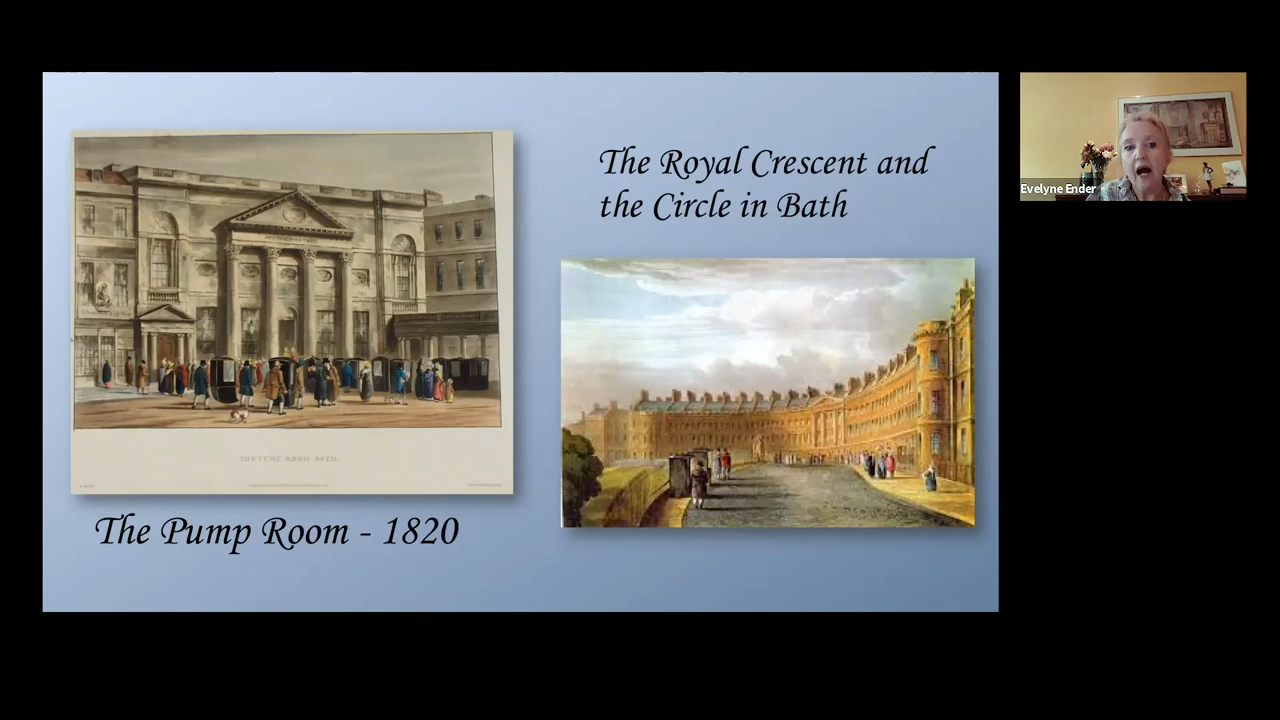 The Royal Crescent and
the Circle in Bath
Evelyne Ender
The Pump Room - 1820